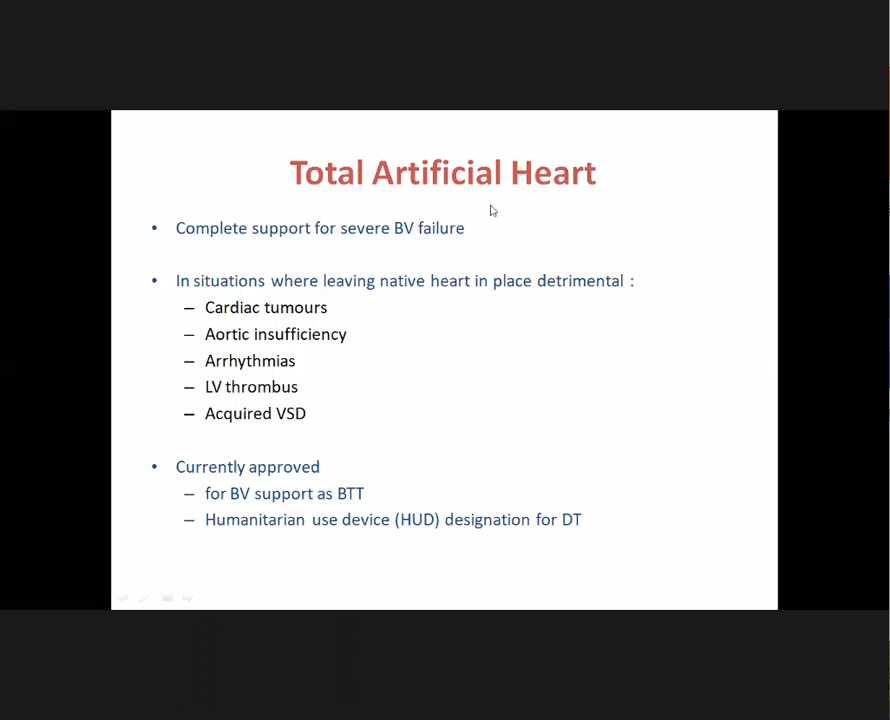 Total Artificial Heart
• Complete support for severe BV failure
• In situations where leaving native heart in place detrimental :
– Cardiac tumours
– Aortic insufficiency
– Arrhythmias
– LV thrombus
– Acquired VSD
• Currently approved
– for BV support as BTT
– Humanitarian use device (HUD) designation for DT